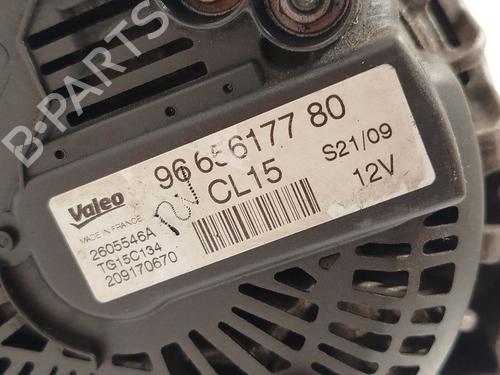 B-PARTS
96 656177 80
CL15
S21/09
12V
Valeo
MADE IN FRANCE
2605546A
TG15C134
209170670